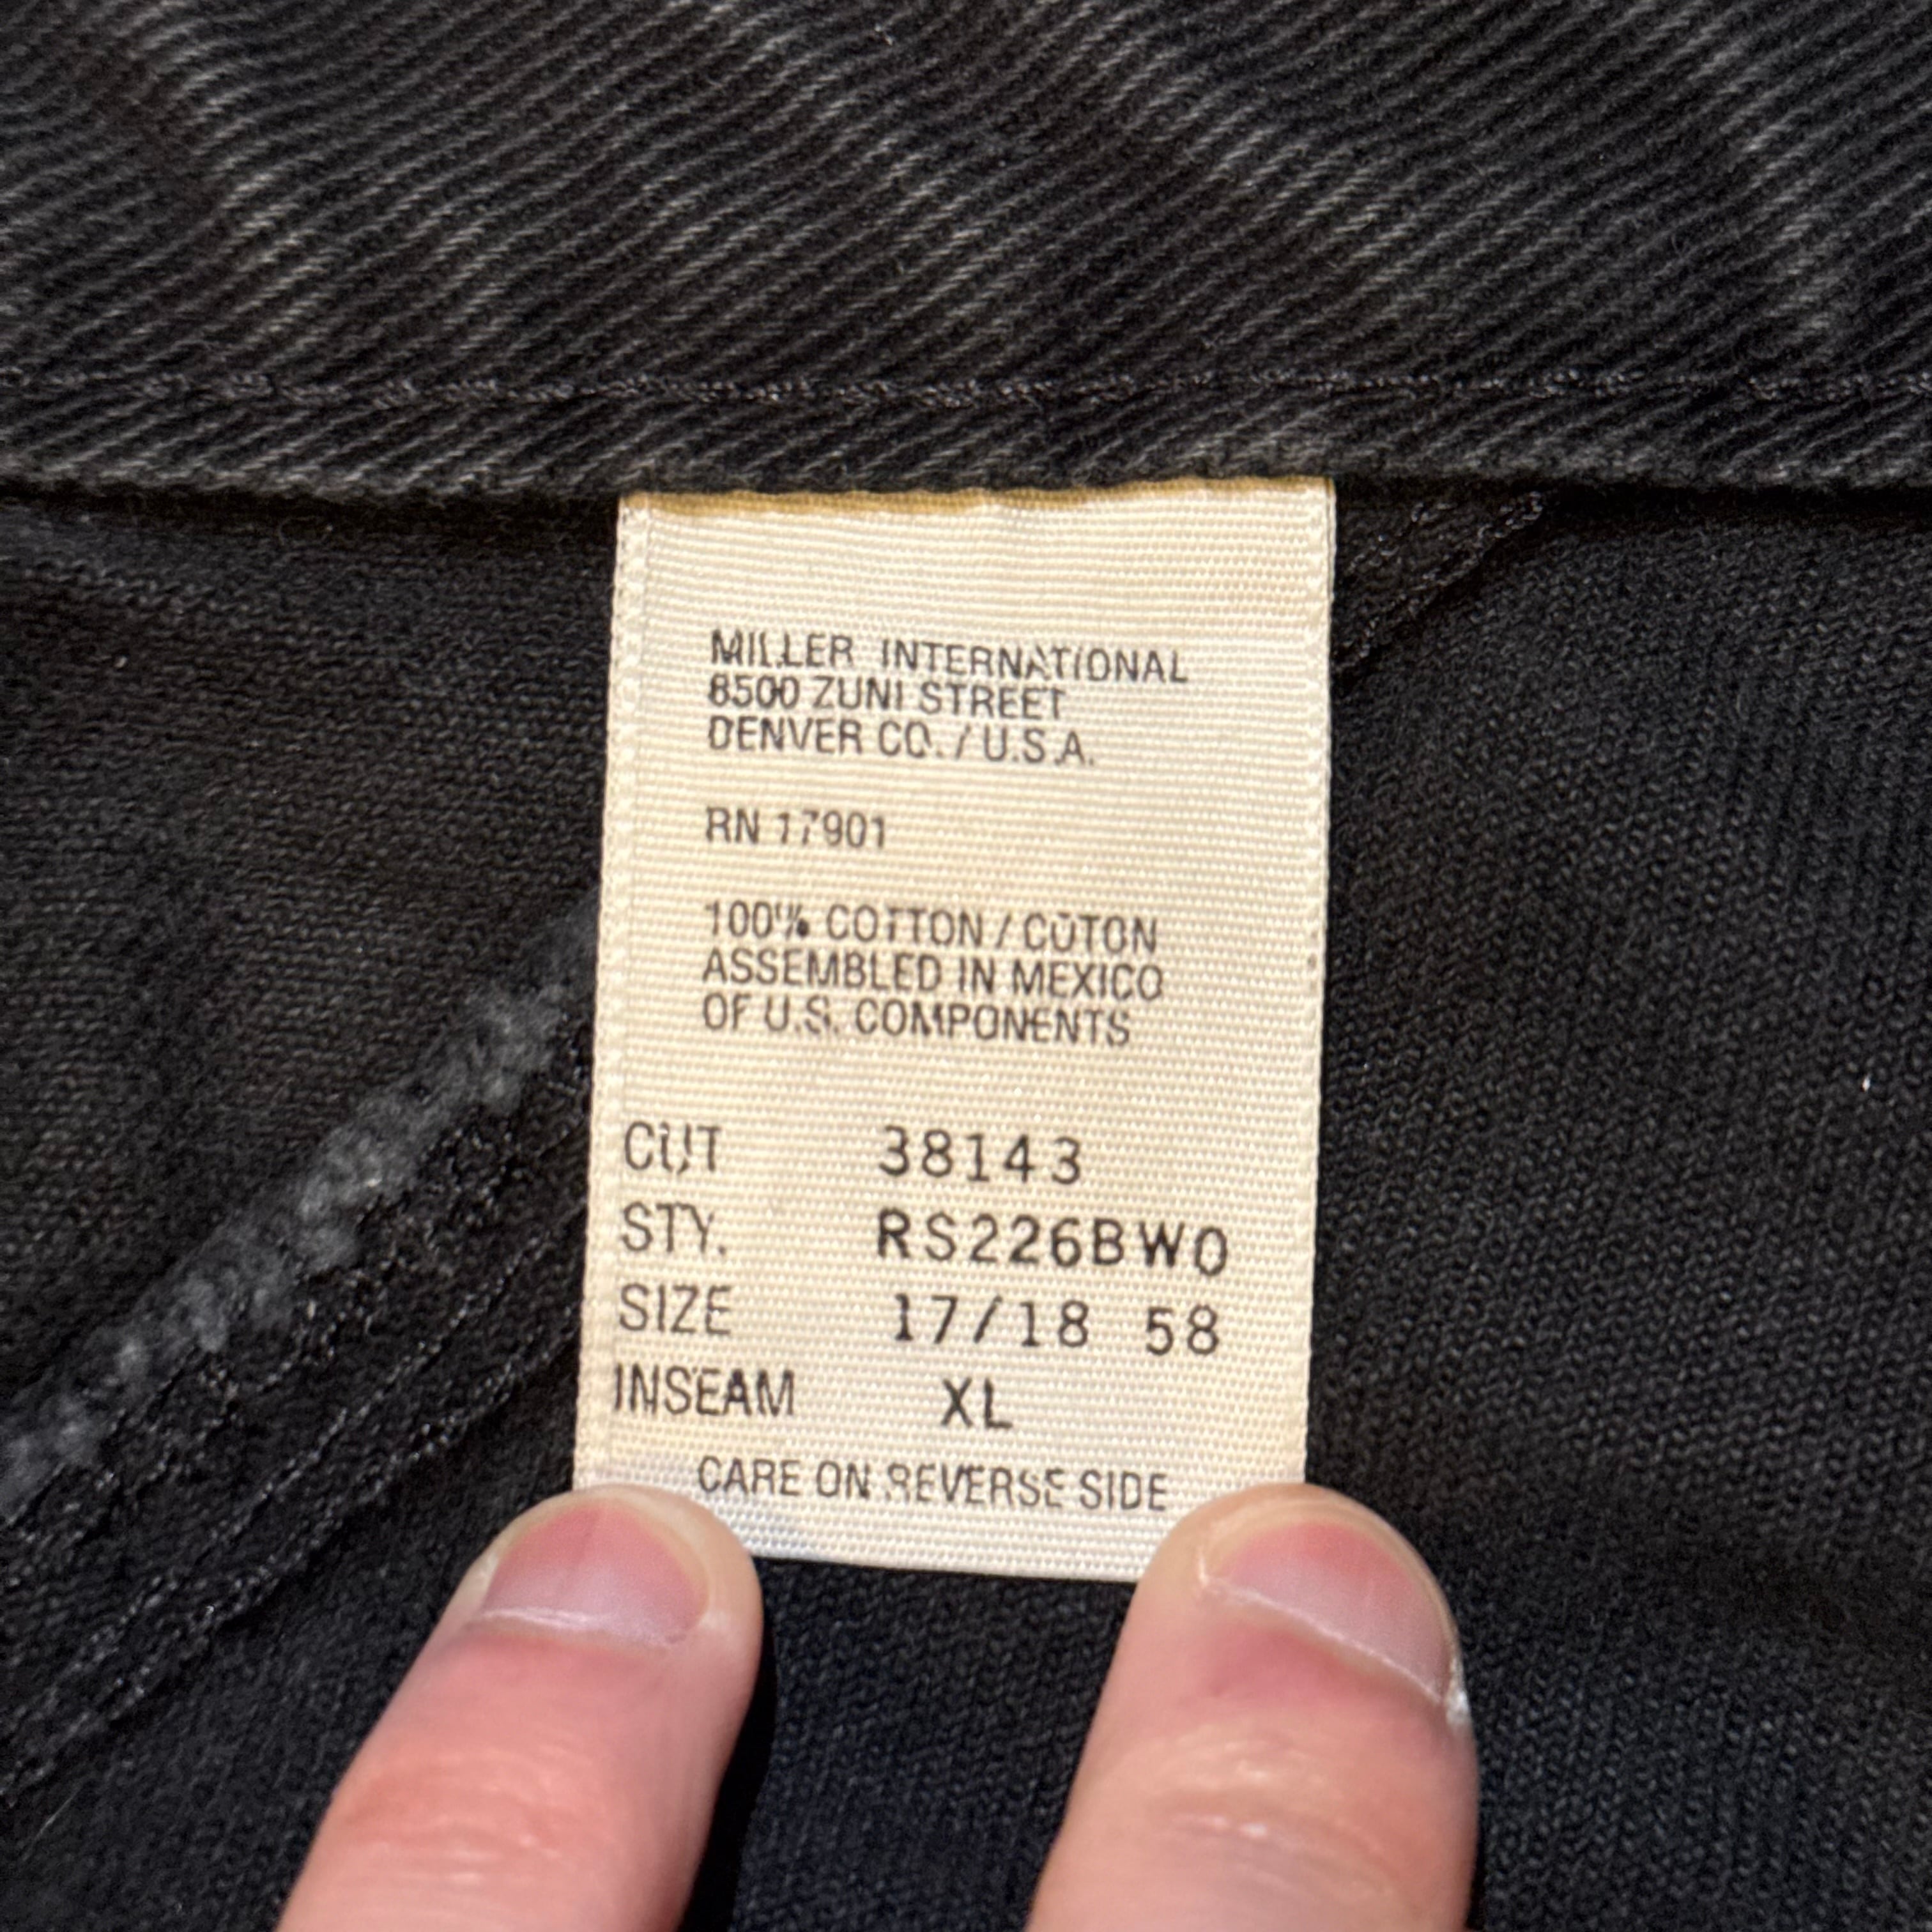 MILLER INTERNATIONAL
8500 ZUNI STREET
DENVER CO. / U.S.A.
RN 17901
100% COTTON / COTON
ASSEMBLED IN MEXICO
OF U.S. COMPONENTS
CUT 38143
STY. RS226BWO
SIZE 17/18 58
INSEAM XL
CARE ON REVERSE SIDE